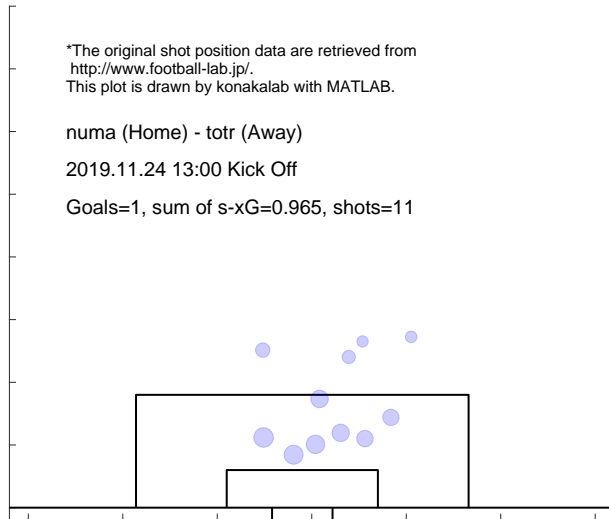 *The original shot position data are retrieved from
http://www.football-lab.jp/.
This plot is drawn by konakalab with MATLAB.
numa (Home) - totr (Away)
2019.11.24 13:00 Kick Off
Goals=1, sum of s-xG=0.965, shots=11